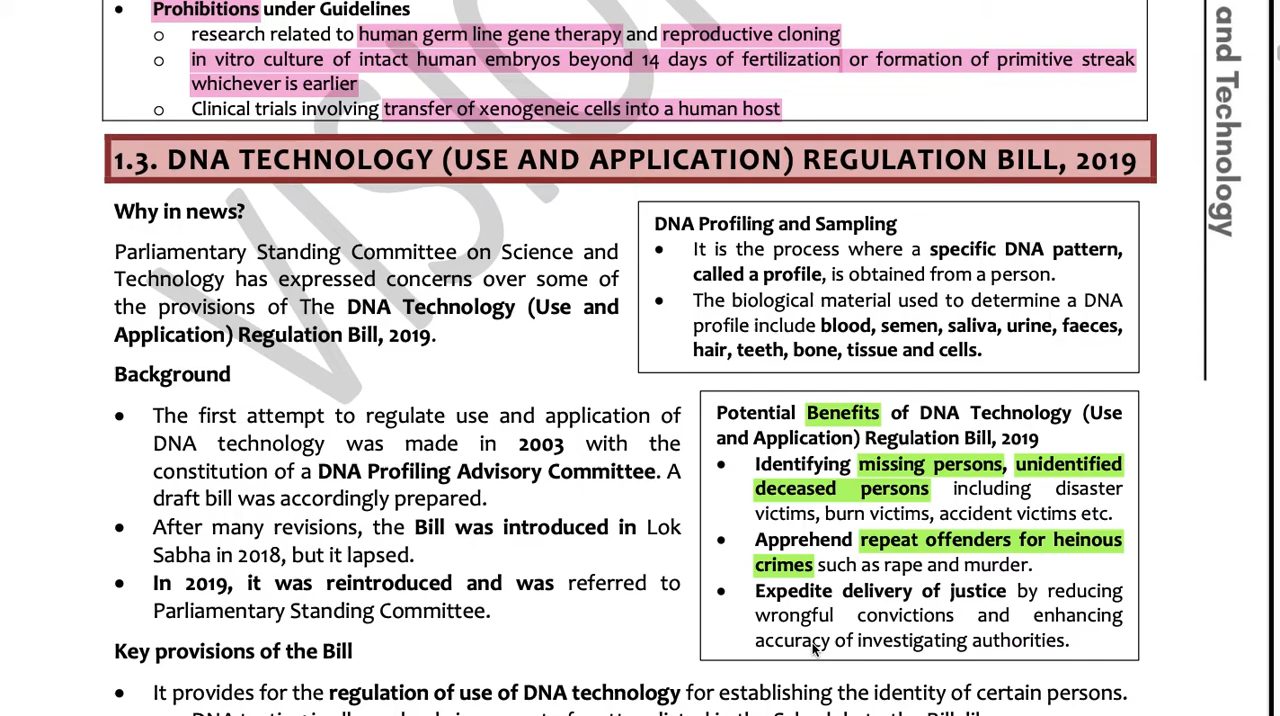 • Prohibitions under Guidelines
o research related to human germ line gene therapy and reproductive cloning
o in vitro culture of intact human embryos beyond 14 days of fertilization or formation of primitive streak
whichever is earlier
o Clinical trials involving transfer of xenogeneic cells into a human host
1.3. DNA TECHNOLOGY (USE AND APPLICATION) REGULATION BILL, 2019
Why in news?
Parliamentary Standing Committee on Science and
Technology has expressed concerns over some of
the provisions of The DNA Technology (Use and
Application) Regulation Bill, 2019.
Background
• The first attempt to regulate use and application of
DNA technology was made in 2003 with the
constitution of a DNA Profiling Advisory Committee. A
draft bill was accordingly prepared.
• After many revisions, the Bill was introduced in Lok
Sabha in 2018, but it lapsed.
• In 2019, it was reintroduced and was referred to
Parliamentary Standing Committee.
DNA Profiling and Sampling
• It is the process where a specific DNA pattern,
called a profile, is obtained from a person.
• The biological material used to determine a DNA
profile include blood, semen, saliva, urine, faeces,
hair, teeth, bone, tissue and cells.
Potential Benefits of DNA Technology (Use
and Application) Regulation Bill, 2019
• Identifying missing persons, unidentified
deceased persons including disaster
victims, burn victims, accident victims etc.
• Apprehend repeat offenders for heinous
crimes such as rape and murder.
• Expedite delivery of justice by reducing
wrongful convictions and enhancing
accuracy of investigating authorities.
Key provisions of the Bill
• It provides for the regulation of use of DNA technology for establishing the identity of certain persons.
and Technology
VISIO